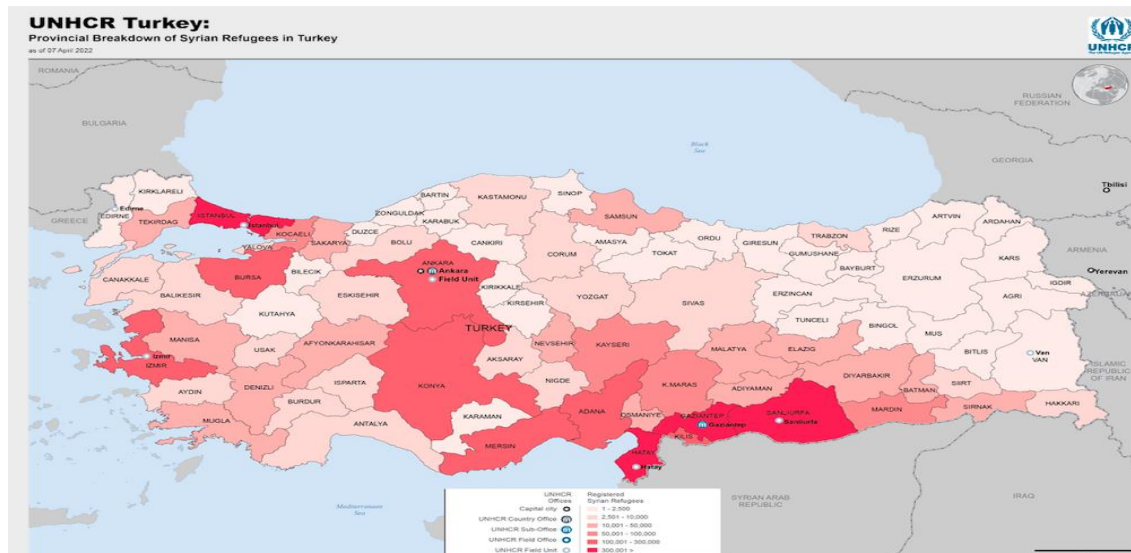 UNHCR Turkey:
Provincial Breakdown of Syrian Refugees in Turkey
as of 07 April 2022
UNHCR
The UN Refugee Agency
ROMANIA
BULGARIA
GREECE
RUSSIAN
FEDERATION
GEORGIA
Tbilisi
ARMENIA
Yerevan
AZERBAIJAN
ISLAMIC
REPUBLIC
OF IRAN
IRAQ
SYRIAN ARAB
REPUBLIC
Black
Sea
Mediterranean
Sea
KIRKLARELI
Edirne
EDIRNE
TEKIRDAG
ISTANBUL
Istanbul
KOCAELI
YALOVA
SAKARYA
DUZCE
ZONGULDAK
BARTIN
KARABUK
KASTAMONU
SINOP
SAMSUN
BOLU
CANKIRI
CORUM
AMASYA
TOKAT
ORDU
GIRESUN
TRABZON
GUMUSHANE
RIZE
ARTVIN
ARDAHAN
BAYBURT
KARS
IGDIR
ERZURUM
AGRI
CANAKKALE
BALIKESIR
BURSA
BILECIK
ESKISEHIR
ANKARA
Ankara
Field Unit
KIRIKKALE
KIRSEHIR
YOZGAT
SIVAS
ERZINCAN
TUNCELI
BINGOL
MUS
BITLIS
Van
VAN
KUTAHYA
MANISA
USAK
AFYONKARAHISAR
TURKEY
Izmir
IZMIR
AYDIN
DENIZLI
ISPARTA
BURDUR
MUGLA
ANTALYA
KONYA
AKSARAY
NEVSEHIR
NIGDE
KAYSERI
KARAMAN
MERSIN
ADANA
OSMANIYE
K.MARAS
MALATYA
ELAZIG
ADIYAMAN
DIYARBAKIR
BATMAN
SIIRT
SIRNAK
HAKKARI
MARDIN
SANLIURFA
Sanliurfa
GAZIANTEP
Gaziantep
KILIS
HATAY
Hatay
UNHCR
Offices
Capital city
UNHCR Country Office
UNHCR Sub-Office
UNHCR Field Office
UNHCR Field Unit
Registered
Syrian Refugees
1 - 2,500
2,501 - 10,000
10,001 - 50,000
50,001 - 100,000
100,001 - 300,000
300,001 >